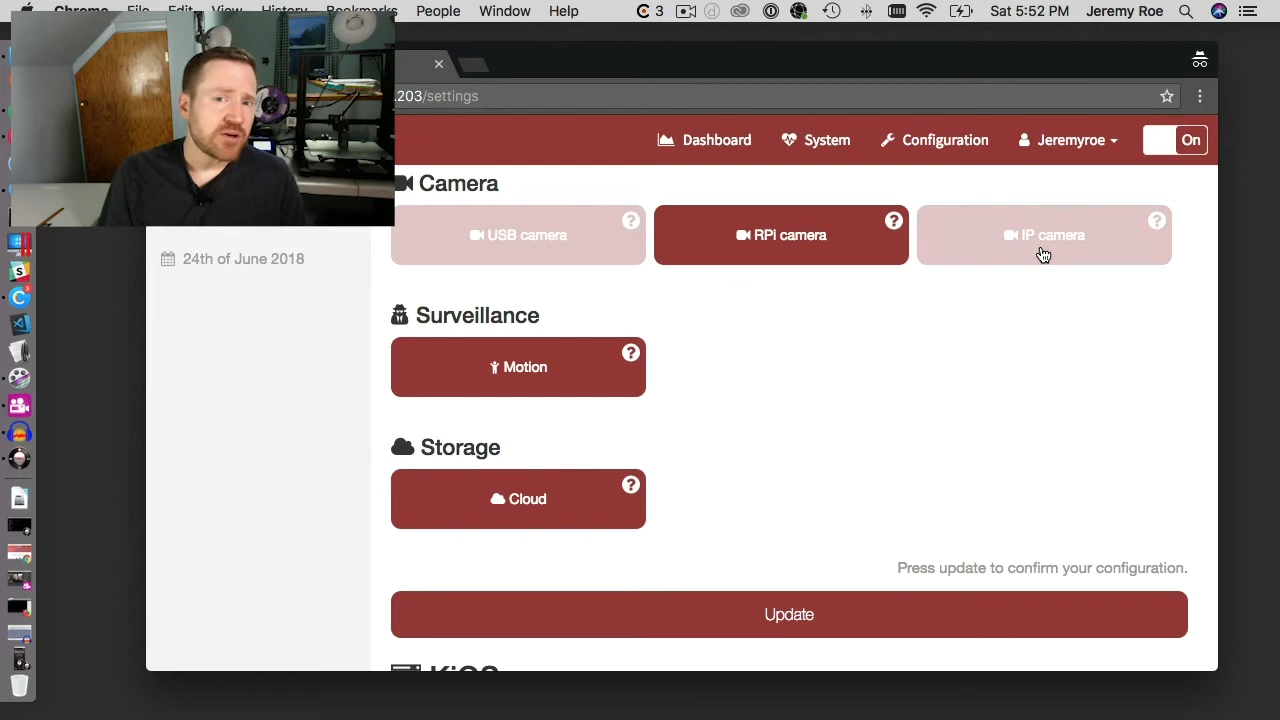 Chrome File Edit View History Bookmarks People Window Help 3 Sat 5:52 PM Jeremy Roe
.203/settings
Dashboard System Configuration Jeremyroe On
Camera
USB camera ? RPi camera ? IP camera ?
24th of June 2018
Surveillance
Motion ?
Storage
Cloud ?
Press update to confirm your configuration.
Update
KiOS